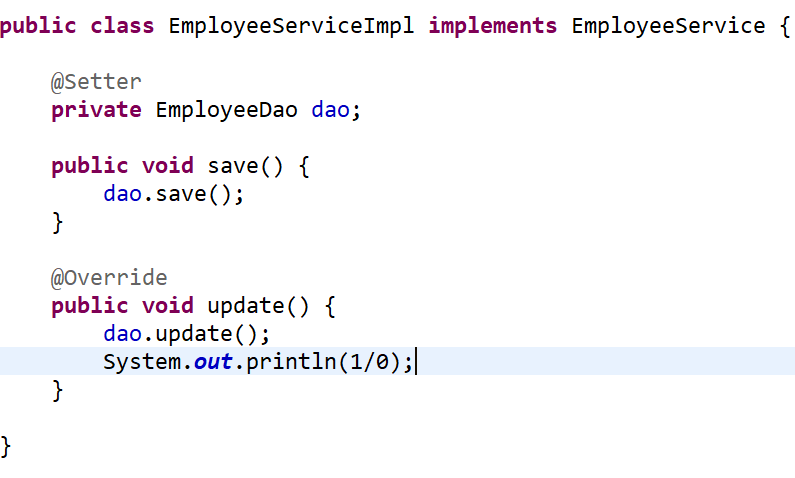 public class EmployeeServiceImpl implements EmployeeService {
@Setter
private EmployeeDao dao;
public void save() {
dao.save();
}
@Override
public void update() {
dao.update();
System.out.println(1/0);
}
}